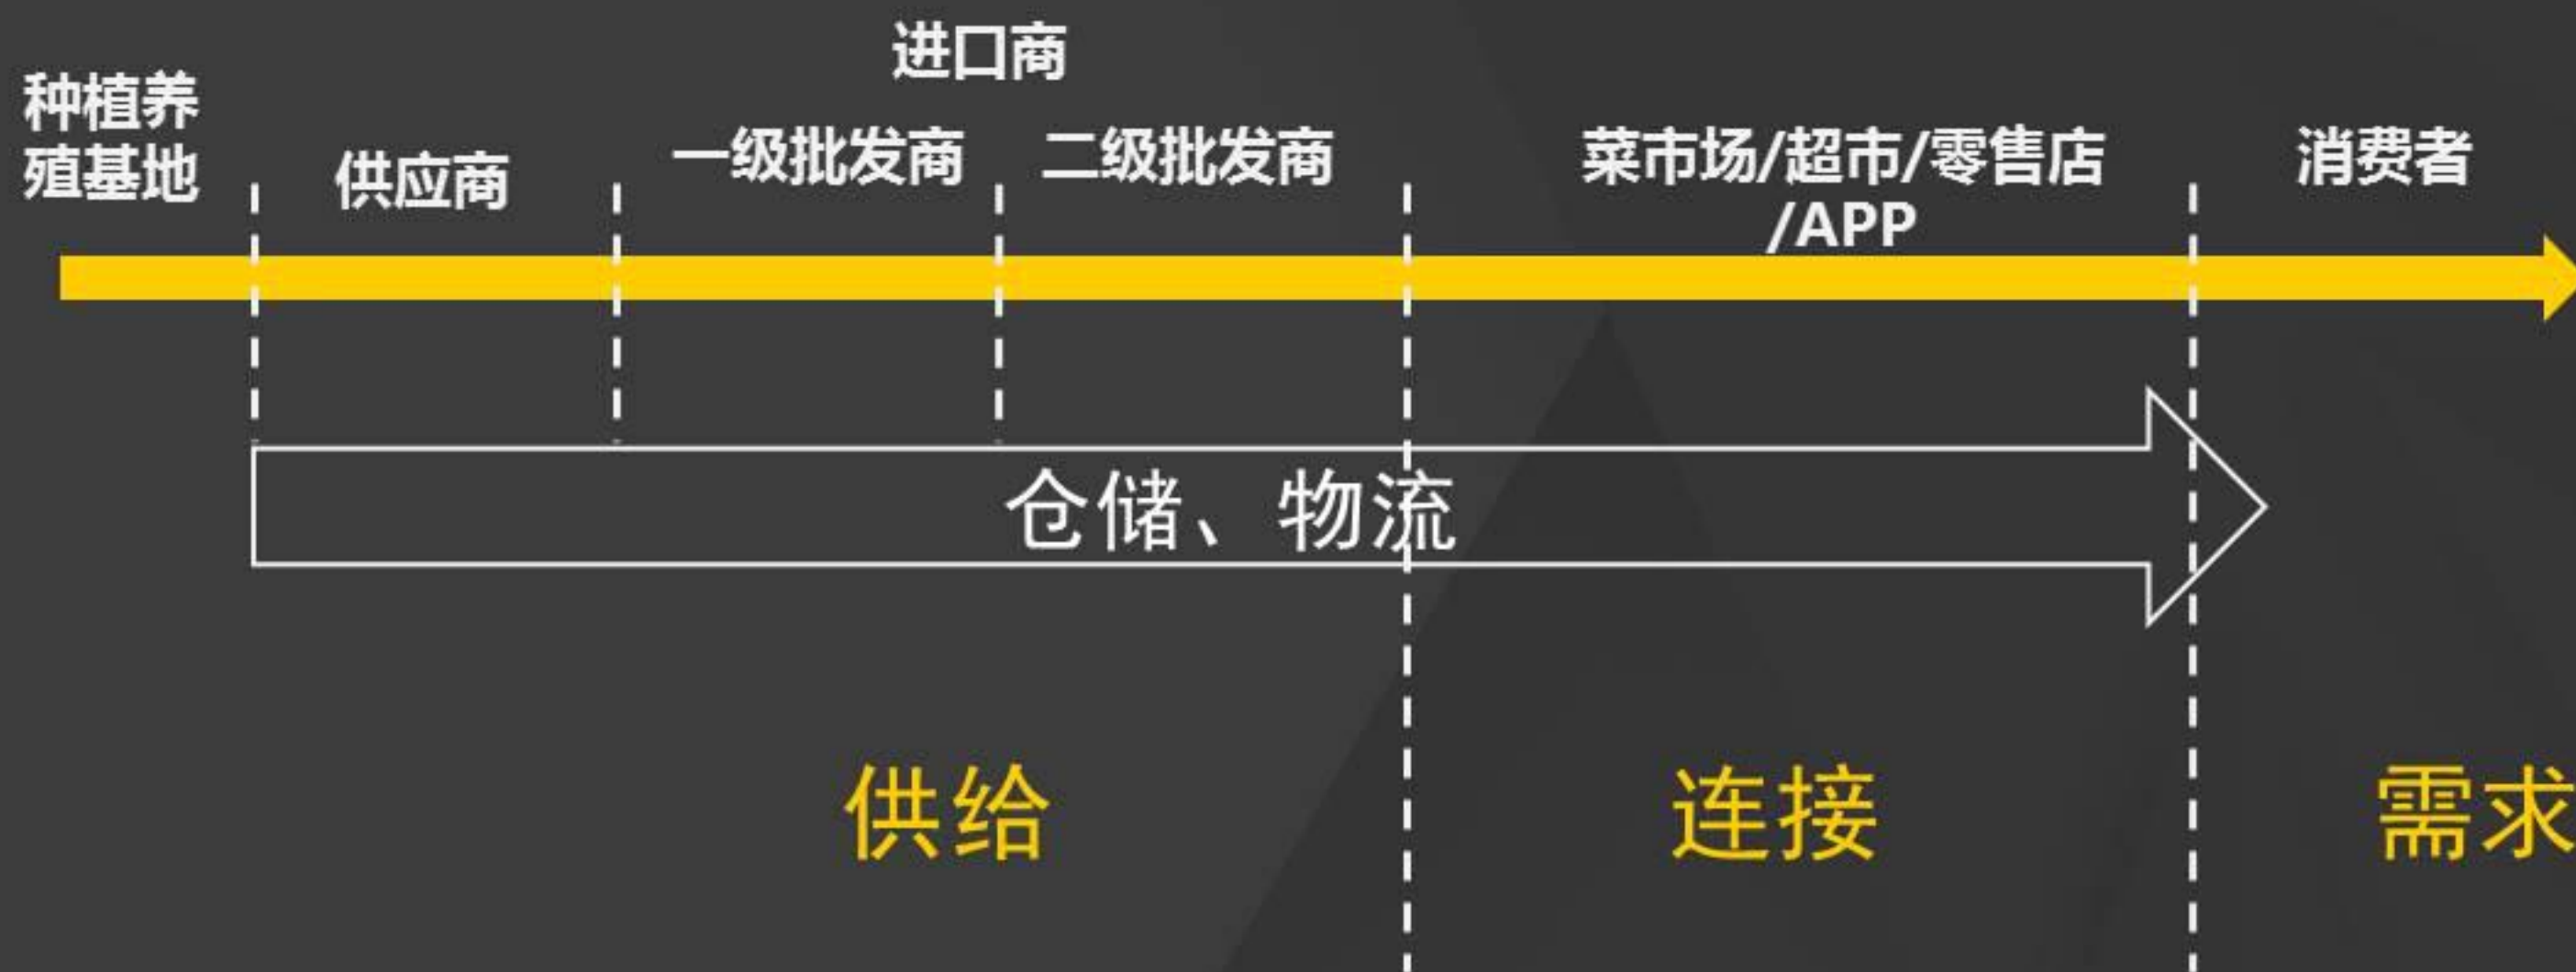 进口商
种植养
殖基地
供应商
一级批发商
二级批发商
菜市场/超市/零售店
/APP
消费者
仓储、物流
供给
连接
需求